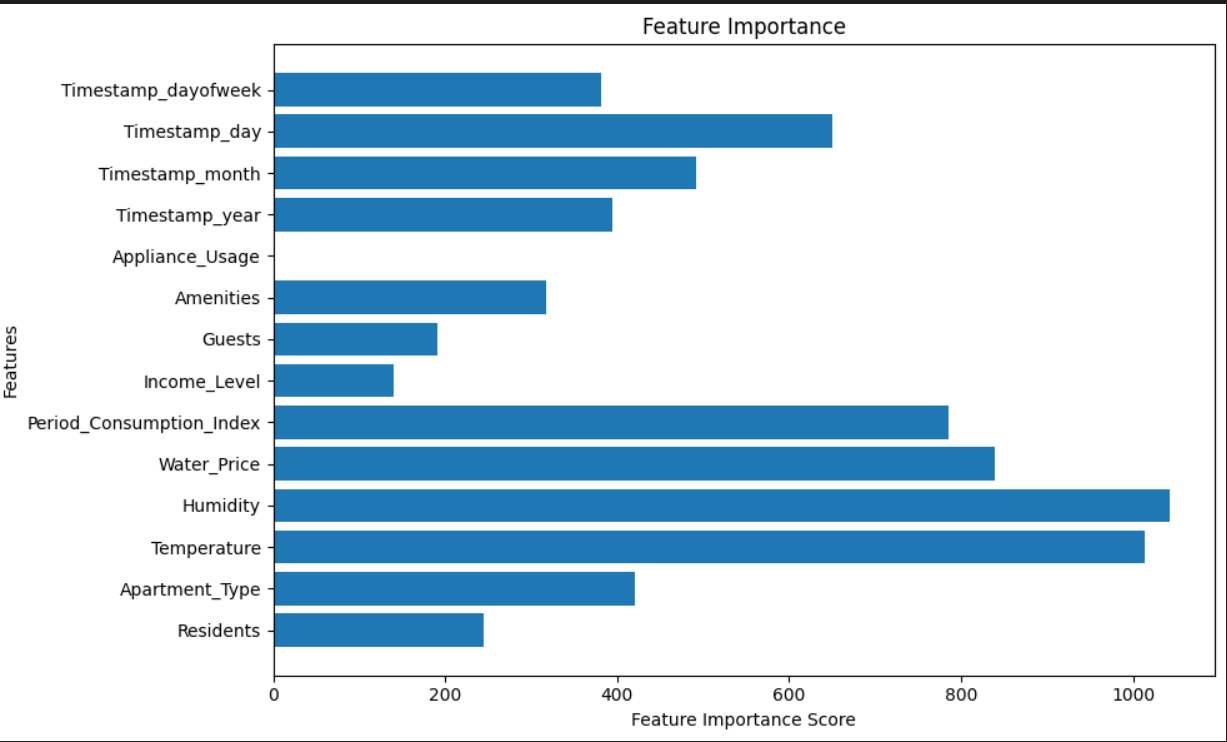 Feature Importance
Timestamp_dayofweek
Timestamp_day
Timestamp_month
Timestamp_year
Appliance_Usage
Amenities
Guests
Income_Level
Period_Consumption_Index
Water_Price
Humidity
Temperature
Apartment_Type
Residents
Features
0 200 400 600 800 1000
Feature Importance Score